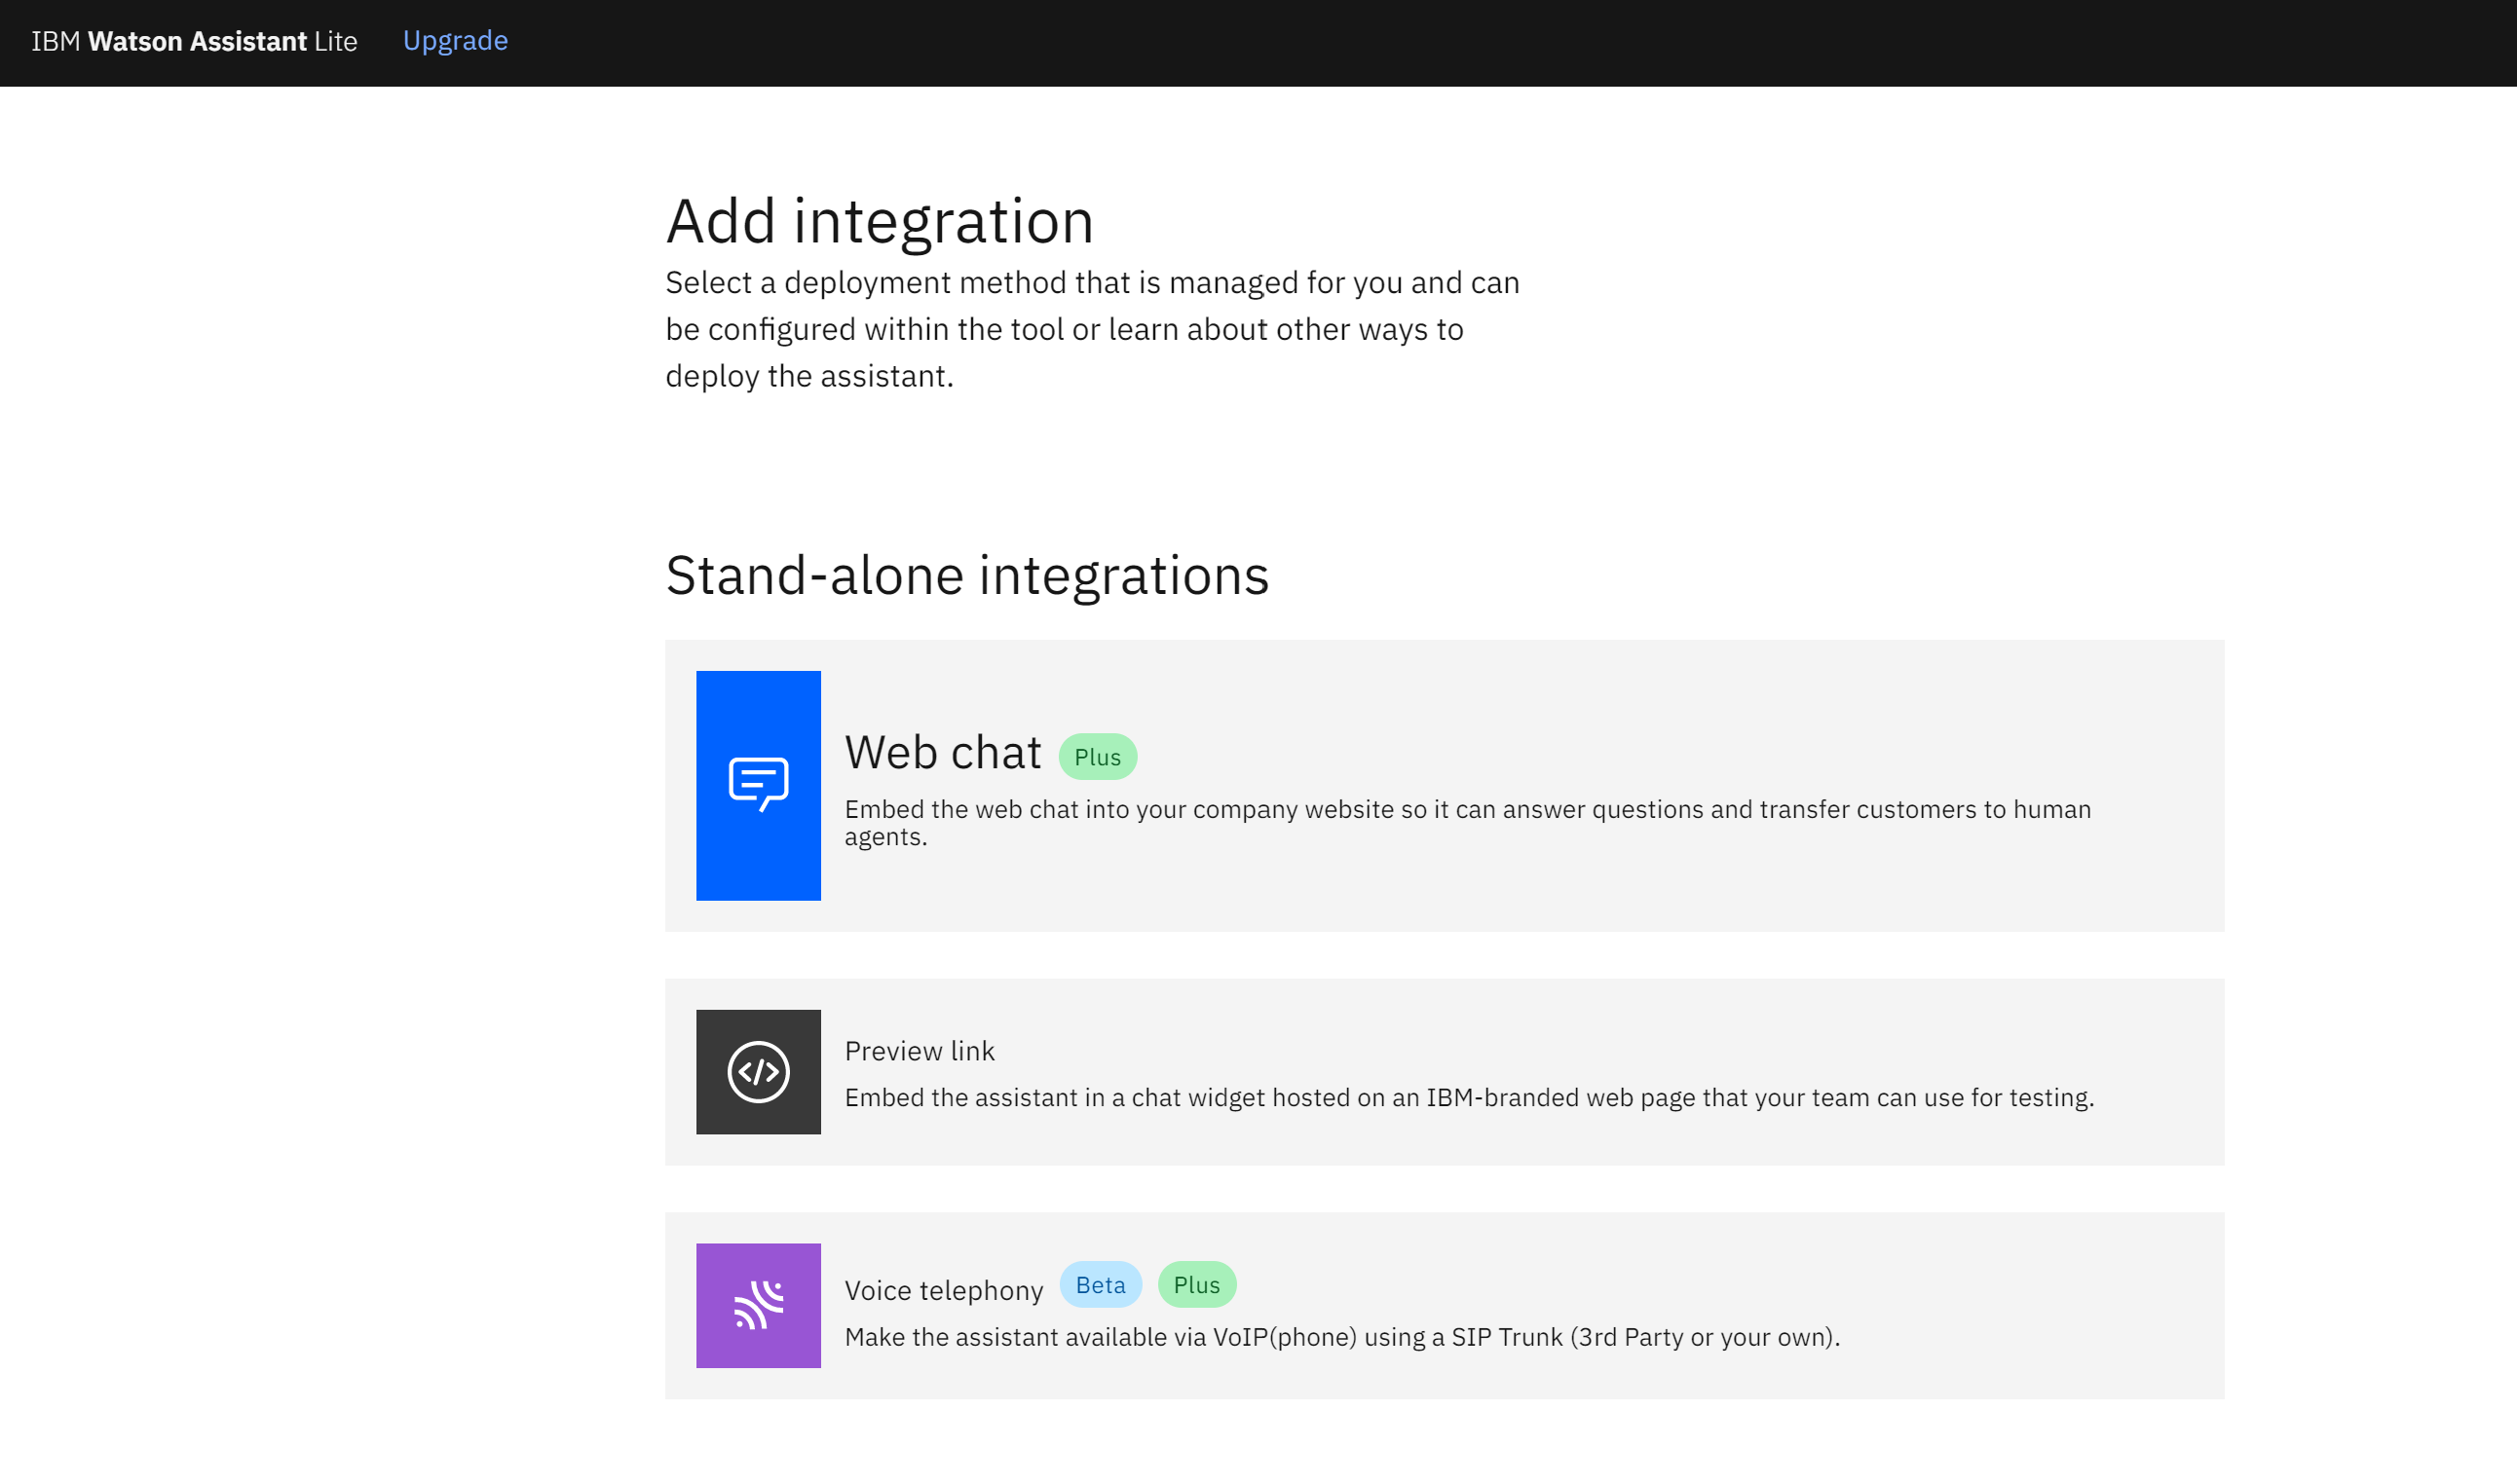 IBM Watson Assistant Lite Upgrade
Add integration
Select a deployment method that is managed for you and can
be configured within the tool or learn about other ways to
deploy the assistant.
Stand-alone integrations
Web chat Plus
Embed the web chat into your company website so it can answer questions and transfer customers to human
agents.
Preview link
Embed the assistant in a chat widget hosted on an IBM-branded web page that your team can use for testing.
Voice telephony Beta Plus
Make the assistant available via VoIP(phone) using a SIP Trunk (3rd Party or your own).